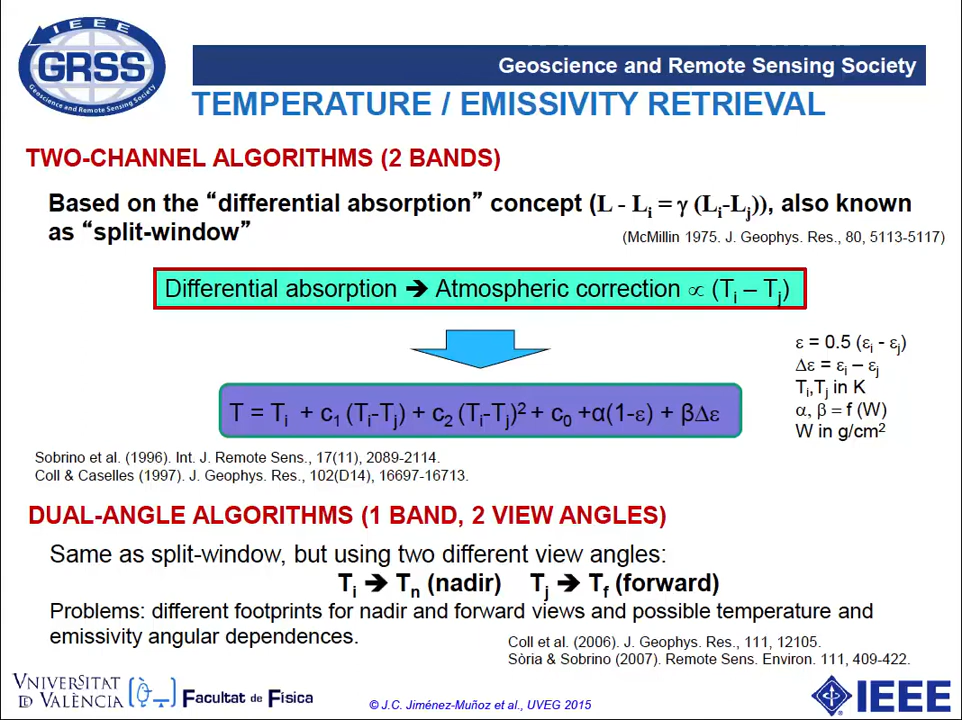 IEEE
GRSS
Geoscience and Remote Sensing Society
Geoscience and Remote Sensing Society
TEMPERATURE / EMISSIVITY RETRIEVAL
TWO-CHANNEL ALGORITHMS (2 BANDS)
Based on the “differential absorption” concept (L - Lᵢ = γ (Lᵢ-Lⱼ)), also known
as “split-window”
(McMillin 1975. J. Geophys. Res., 80, 5113-5117)
Differential absorption ➔ Atmospheric correction ∝ (Tᵢ – Tⱼ)
ε = 0.5 (εᵢ - εⱼ)
Δε = εᵢ – εⱼ
Tᵢ,Tⱼ in K
α, β = f (W)
W in g/cm²
T = Tᵢ + c₁ (Tᵢ-Tⱼ) + c₂ (Tᵢ-Tⱼ)² + c₀ +α(1-ε) + βΔε
Sobrino et al. (1996). Int. J. Remote Sens., 17(11), 2089-2114.
Coll & Caselles (1997). J. Geophys. Res., 102(D14), 16697-16713.
DUAL-ANGLE ALGORITHMS (1 BAND, 2 VIEW ANGLES)
Same as split-window, but using two different view angles:
Tᵢ ➔ Tₙ (nadir) Tⱼ ➔ T_f (forward)
Problems: different footprints for nadir and forward views and possible temperature and
emissivity angular dependences.
Coll et al. (2006). J. Geophys. Res., 111, 12105.
Sòria & Sobrino (2007). Remote Sens. Environ. 111, 409-422.
VNIVERSITAT
DE VALÈNCIA
Facultat de Física
© J.C. Jiménez-Muñoz et al., UVEG 2015
IEEE